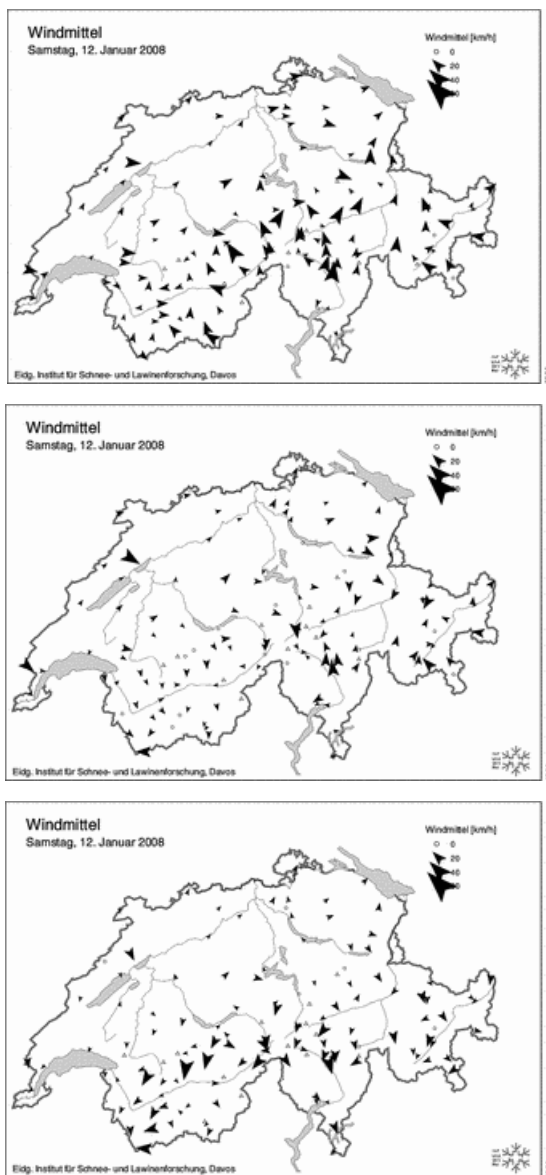 Windmittel
Samstag, 12. Januar 2008
Windmittel [km/h]
0
20
40
Eidg. Institut für Schnee- und Lawinenforschung, Davos
Windmittel
Samstag, 12. Januar 2008
Windmittel [km/h]
0
20
40
Eidg. Institut für Schnee- und Lawinenforschung, Davos
Windmittel
Samstag, 12. Januar 2008
Windmittel [km/h]
0
20
40
Eidg. Institut für Schnee- und Lawinenforschung, Davos